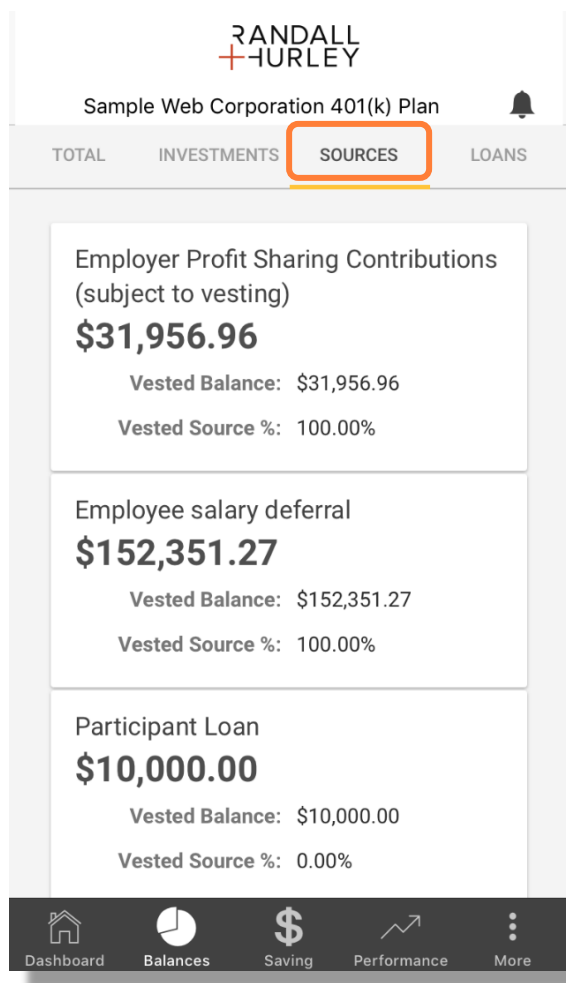 RANDALL
HURLEY
Sample Web Corporation 401(k) Plan
TOTAL INVESTMENTS SOURCES LOANS
Employer Profit Sharing Contributions
(subject to vesting)
$31,956.96
Vested Balance: $31,956.96
Vested Source %: 100.00%
Employee salary deferral
$152,351.27
Vested Balance: $152,351.27
Vested Source %: 100.00%
Participant Loan
$10,000.00
Vested Balance: $10,000.00
Vested Source %: 0.00%
Dashboard Balances Saving Performance More